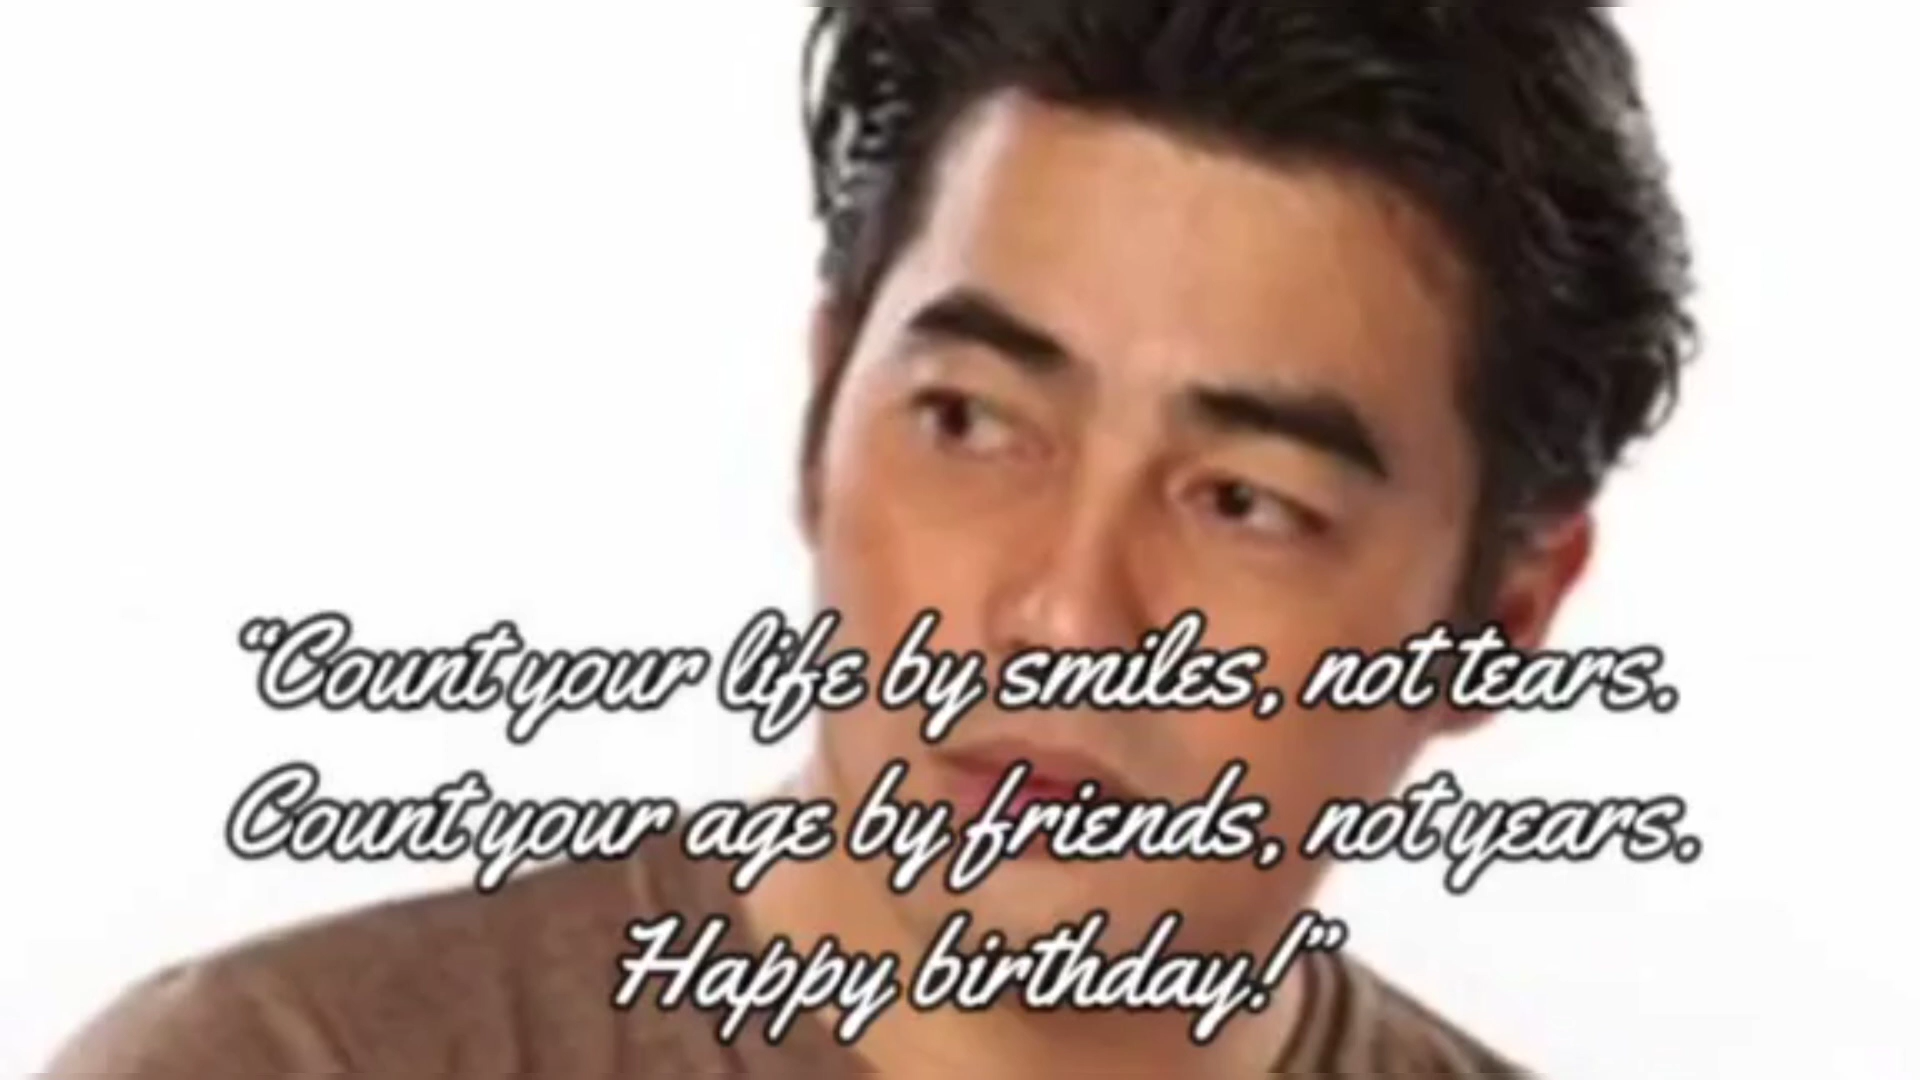 “Count your life by smiles, not tears.
Count your age by friends, not years.
Happy birthday!”